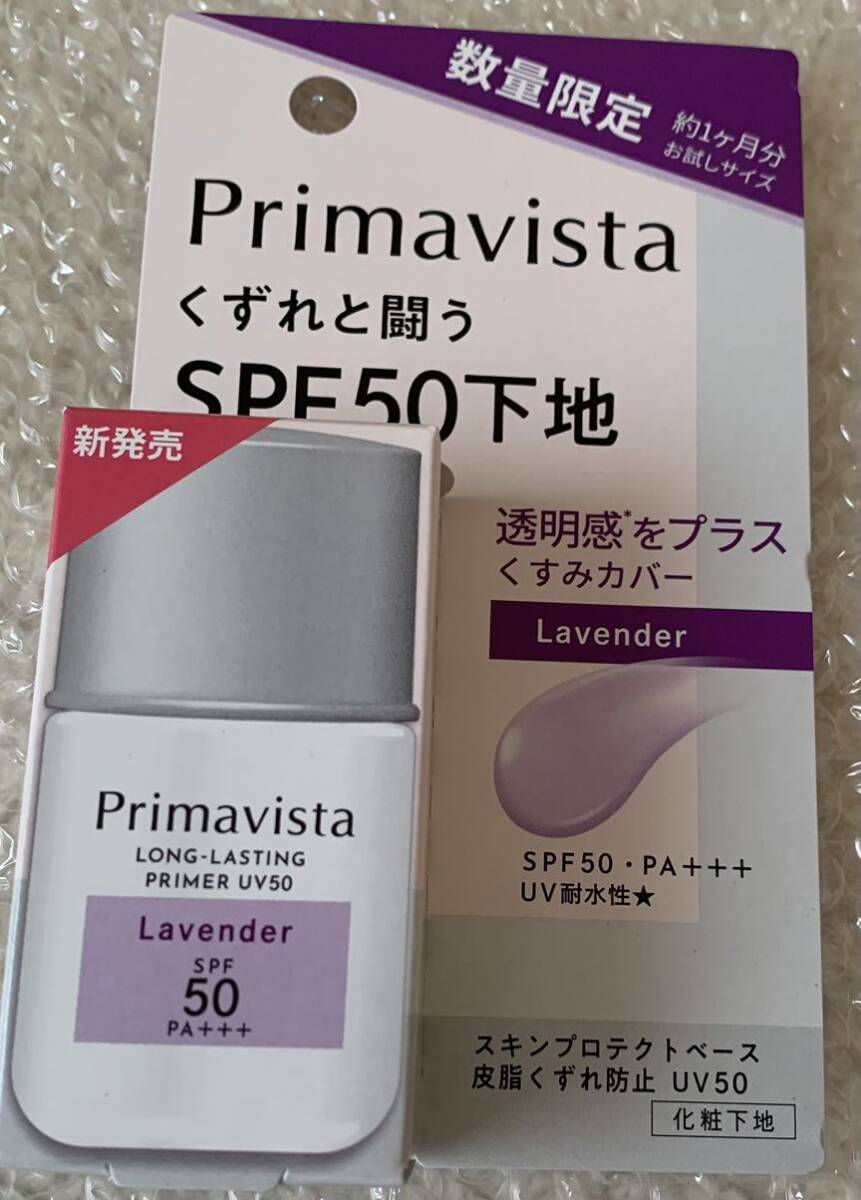 数量限定
約1ヶ月分
お試しサイズ
Primavista
くずれと闘う
SPF50下地
透明感*をプラス
くすみカバー
Lavender
SPF50・PA+++
UV耐水性★
スキンプロテクトベース
皮脂くずれ防止 UV50
化粧下地
新発売
Primavista
LONG-LASTING
PRIMER UV50
Lavender
SPF
50
PA+++